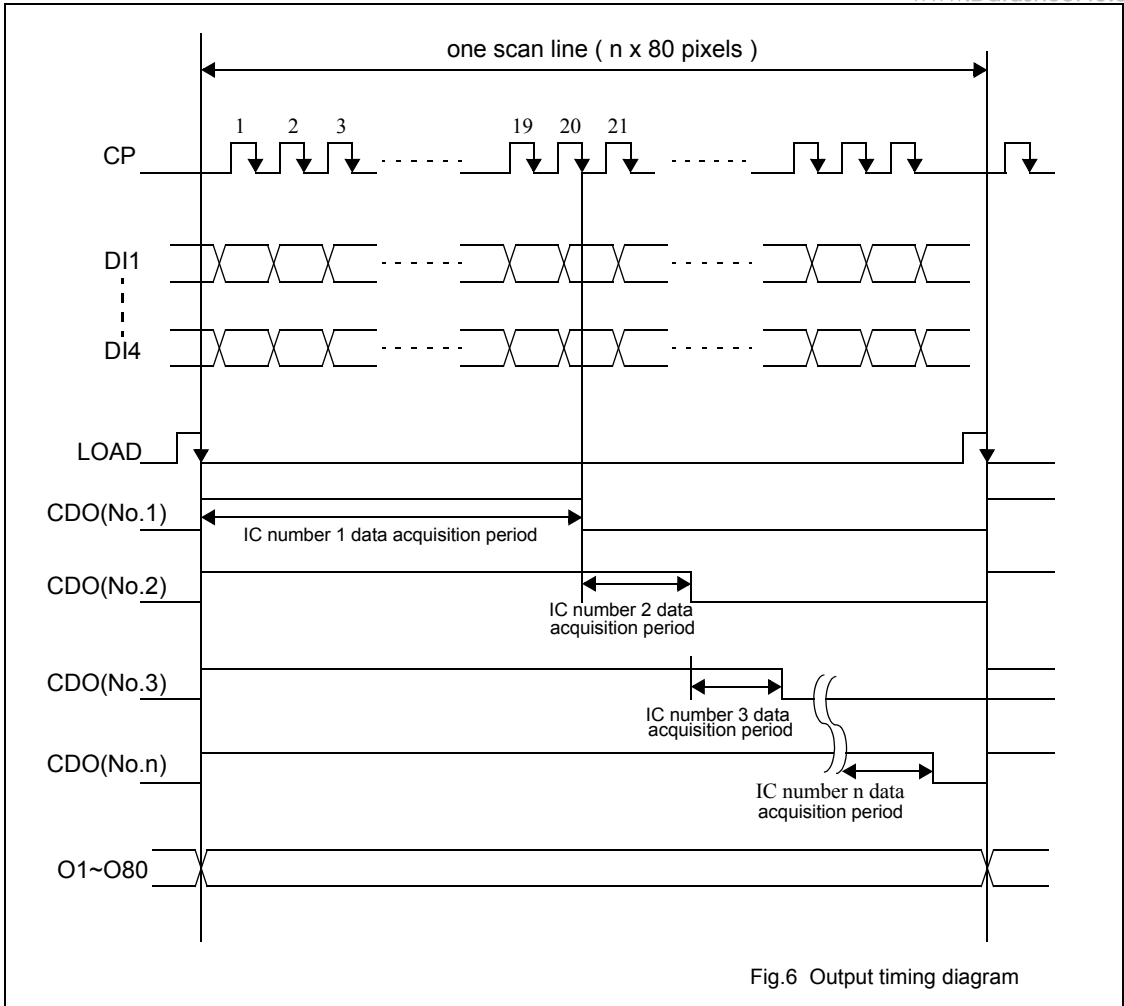 one scan line ( n x 80 pixels )
1 2 3 19 20 21
CP
DI1
DI4
LOAD
CDO(No.1)
IC number 1 data acquisition period
CDO(No.2)
IC number 2 data
acquisition period
CDO(No.3)
IC number 3 data
acquisition period
CDO(No.n)
IC number n data
acquisition period
O1~O80
Fig.6 Output timing diagram